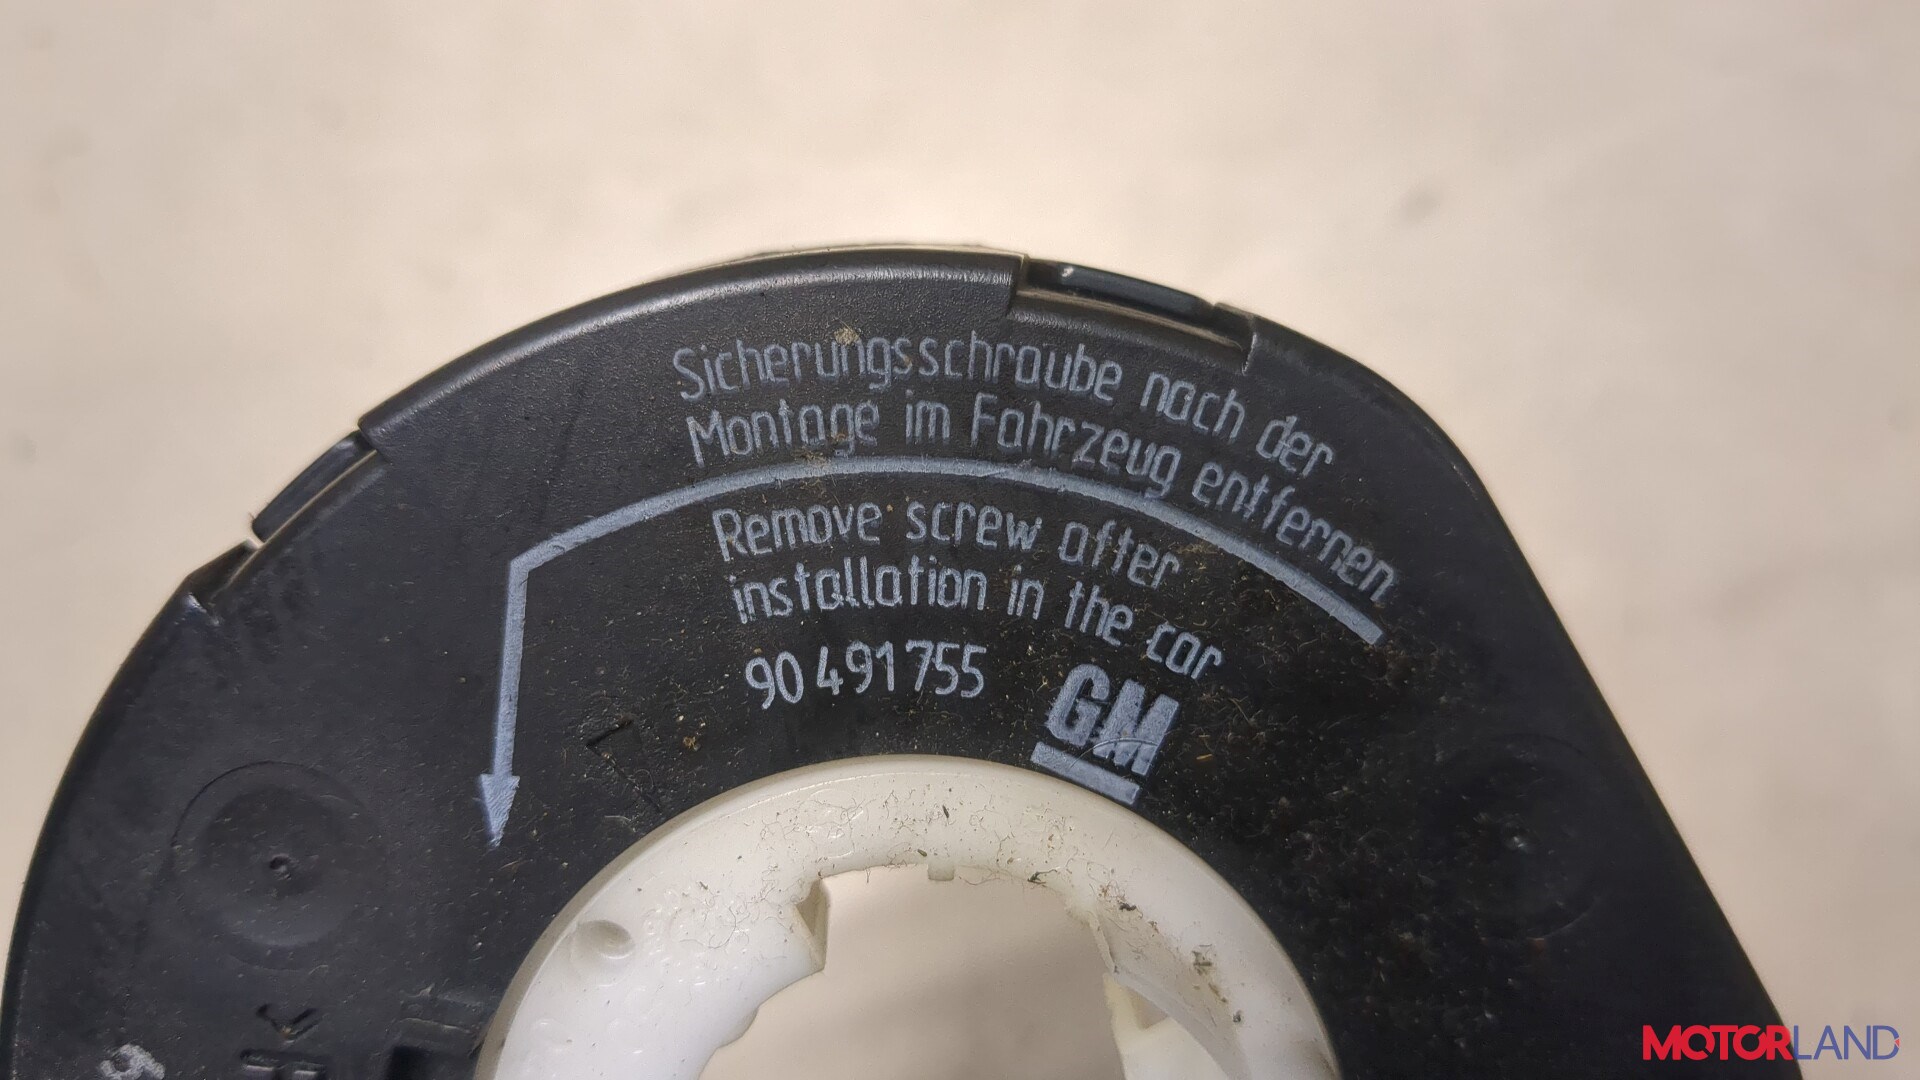 Sicherungsschraube nach der
Montage im Fahrzeug entfernen
Remove screw after
installation in the car
90 491 755
GM
MOTORLAND